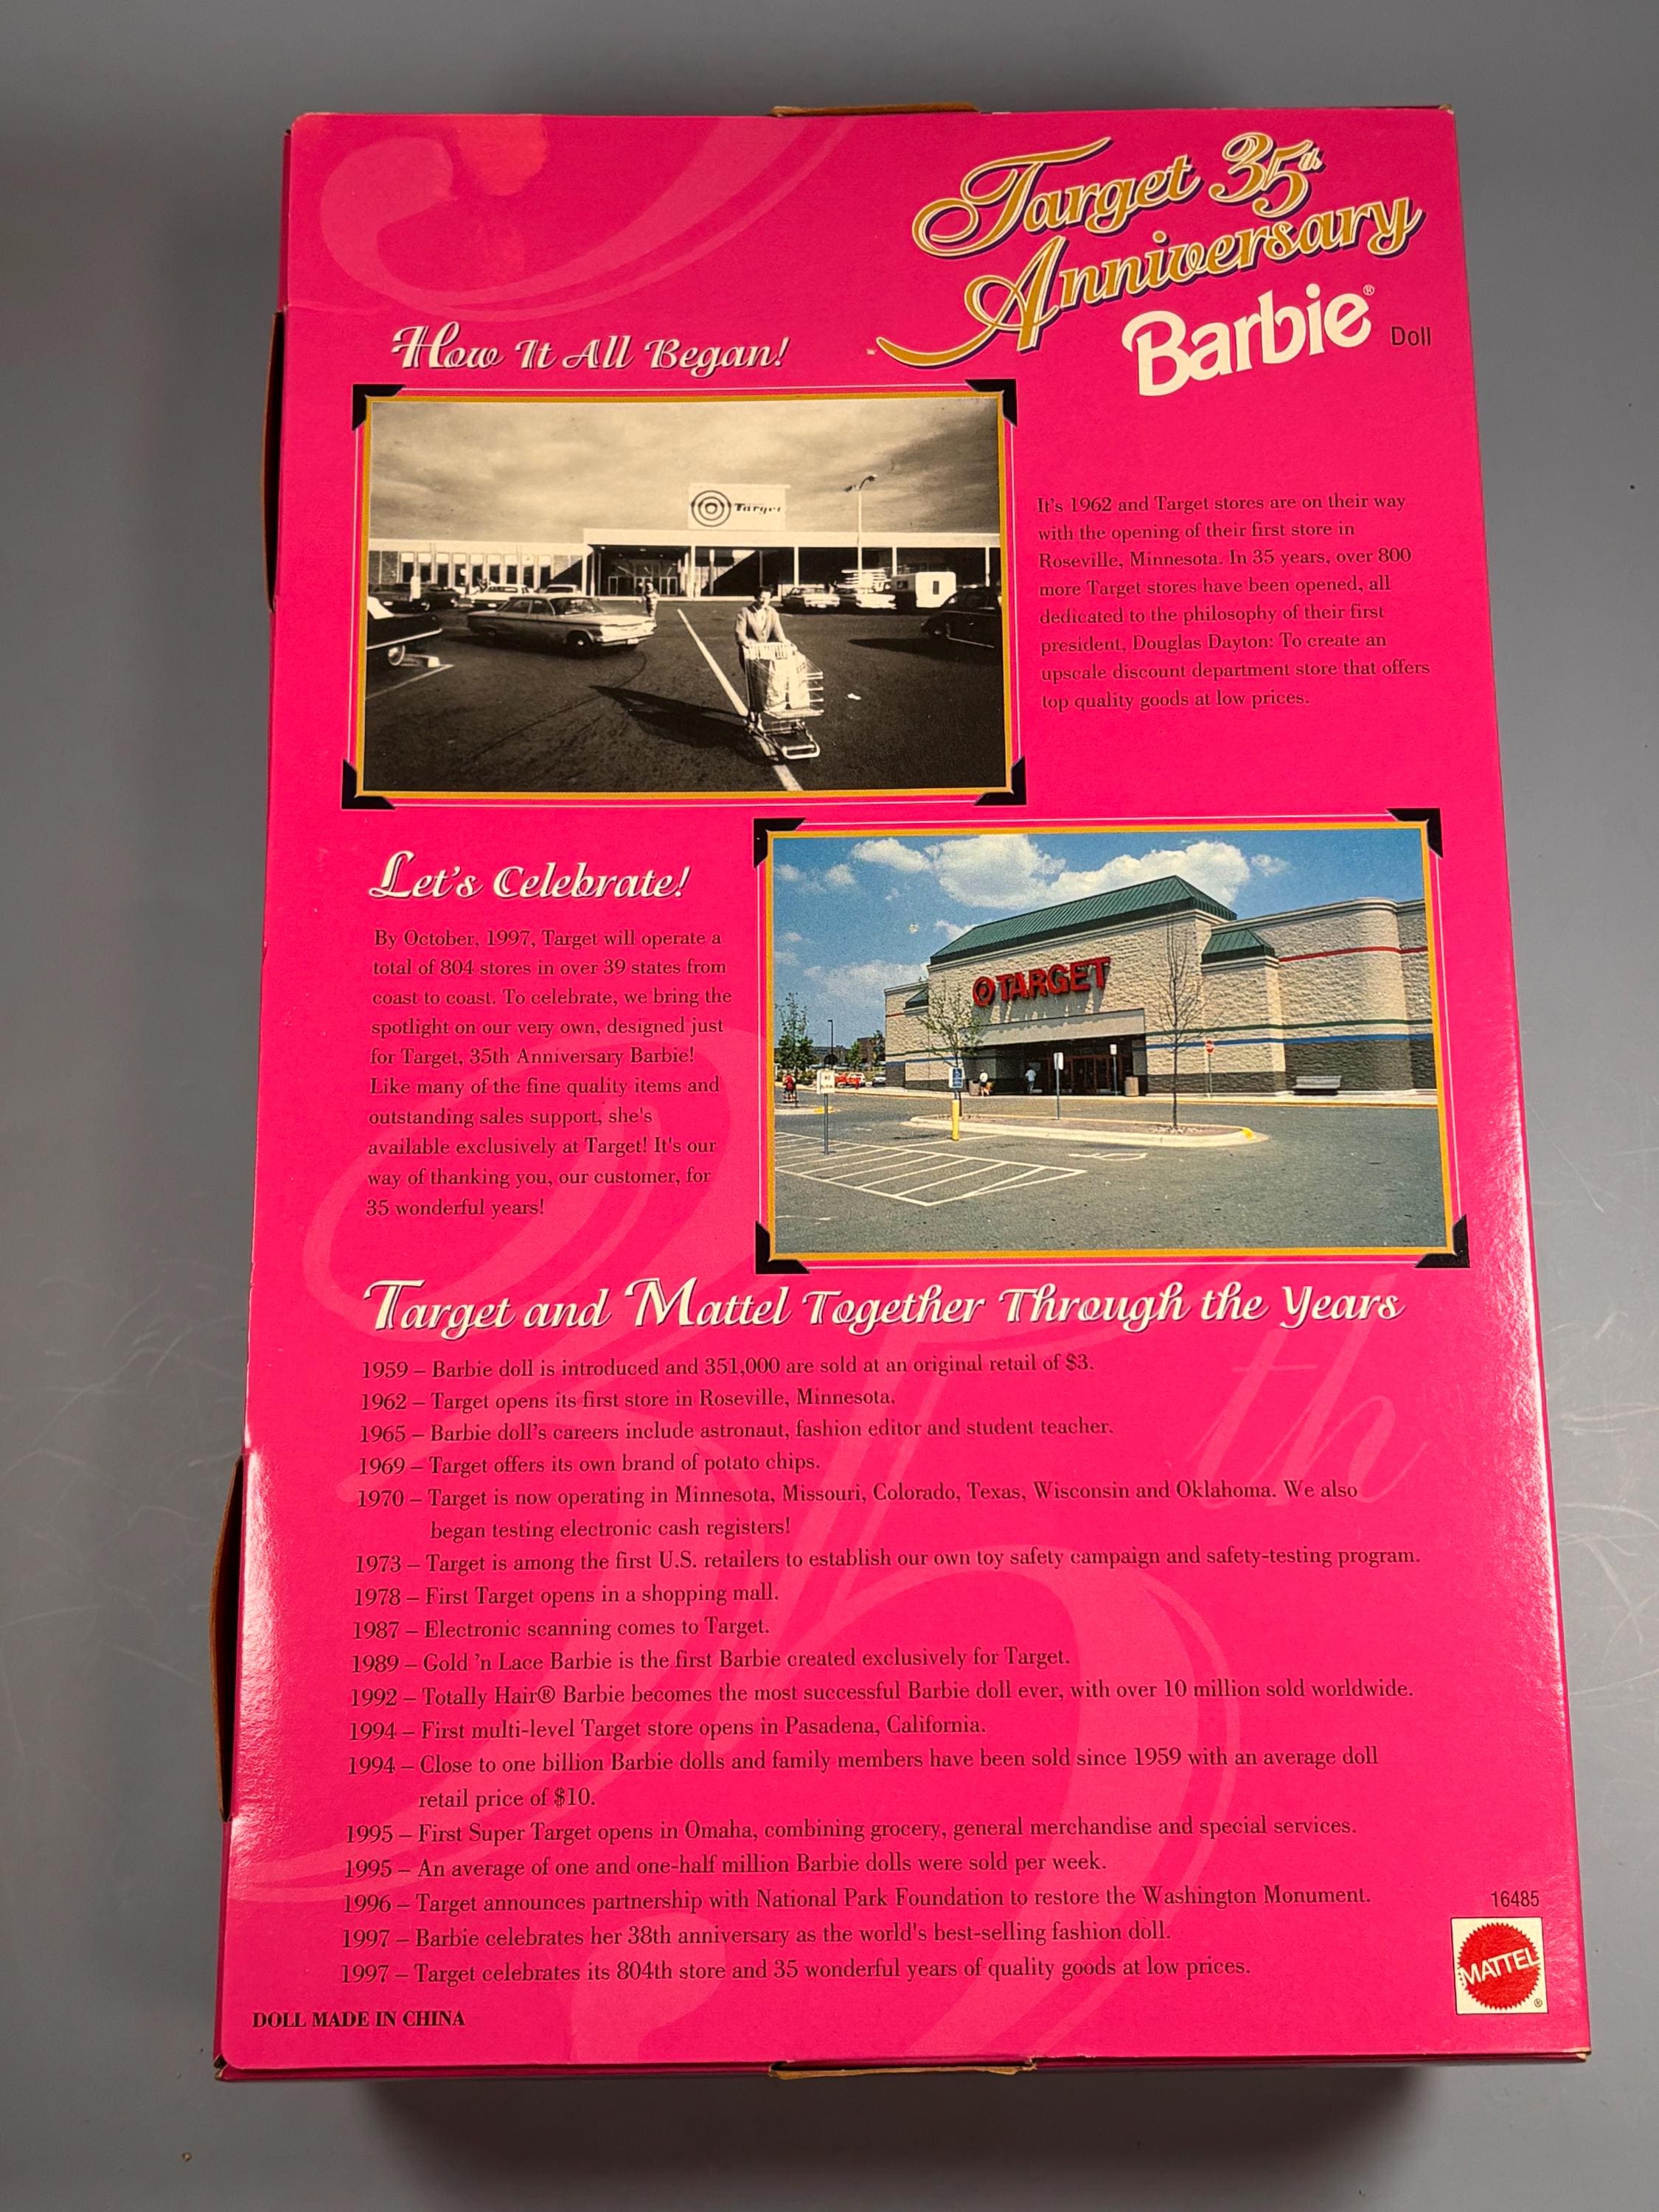 Target 35th
Anniversary
™
Barbie® Doll
How It All Began!
Target
It's 1962 and Target stores are on their way
with the opening of their first store in
Roseville, Minnesota. In 35 years, over 800
more Target stores have been opened, all
dedicated to the philosophy of their first
president, Douglas Dayton: To create an
upscale discount department store that offers
top quality goods at low prices.
Let's Celebrate!
By October, 1997, Target will operate a
total of 804 stores in over 39 states from
coast to coast. To celebrate, we bring the
spotlight on our very own, designed just
for Target, 35th Anniversary Barbie!
Like many of the fine quality items and
outstanding sales support, she's
available exclusively at Target! It's our
way of thanking you, our customer, for
35 wonderful years!
TARGET
Target and Mattel Together Through the Years
1959 – Barbie doll is introduced and 351,000 are sold at an original retail of $3.
1962 – Target opens its first store in Roseville, Minnesota.
1965 – Barbie doll's careers include astronaut, fashion editor and student teacher.
1969 – Target offers its own brand of potato chips.
1970 – Target is now operating in Minnesota, Missouri, Colorado, Texas, Wisconsin and Oklahoma. We also
began testing electronic cash registers!
1973 – Target is among the first U.S. retailers to establish our own toy safety campaign and safety-testing program.
1978 – First Target opens in a shopping mall.
1987 – Electronic scanning comes to Target.
1989 – Gold 'n Lace Barbie is the first Barbie created exclusively for Target.
1992 – Totally Hair® Barbie becomes the most successful Barbie doll ever, with over 10 million sold worldwide.
1994 – First multi-level Target store opens in Pasadena, California.
1994 – Close to one billion Barbie dolls and family members have been sold since 1959 with an average doll
retail price of $10.
1995 – First Super Target opens in Omaha, combining grocery, general merchandise and special services.
1995 – An average of one and one-half million Barbie dolls were sold per week.
1996 – Target announces partnership with National Park Foundation to restore the Washington Monument.
1997 – Barbie celebrates her 38th anniversary as the world's best-selling fashion doll.
1997 – Target celebrates its 804th store and 35 wonderful years of quality goods at low prices.
35th
16485
MATTEL®
DOLL MADE IN CHINA